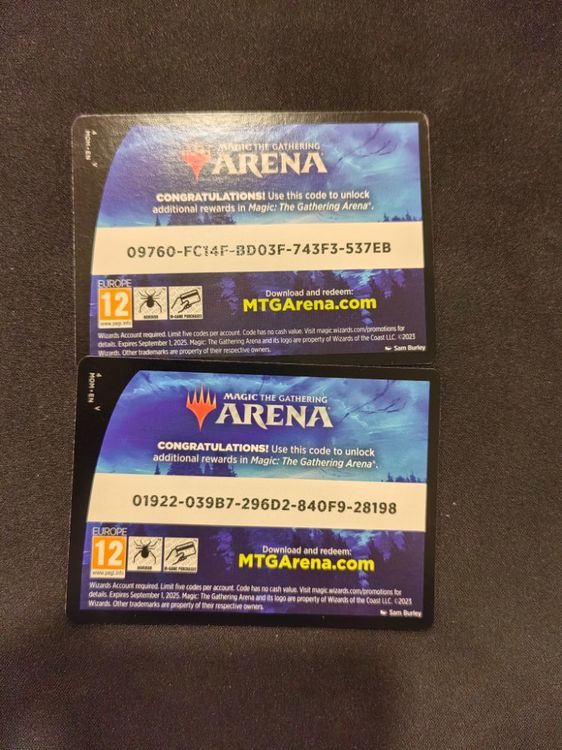 4 V
MOM • EN
MAGIC THE GATHERING
ARENA
CONGRATULATIONS! Use this code to unlock
additional rewards in Magic: The Gathering Arena®.
09760-FC14F-BD03F-743F3-537EB
EUROPE
12
www.pegi.info
HORROR
IN-GAME PURCHASES
Download and redeem:
MTGArena.com
Wizards Account required. Limit five codes per account. Code has no cash value. Visit magic.wizards.com/promotions for
details. Expires September 1, 2025. Magic: The Gathering Arena and its logo are property of Wizards of the Coast LLC. ©2023
Wizards. Other trademarks are property of their respective owners.
Sam Burley
4 V
MOM • EN
MAGIC THE GATHERING
ARENA
CONGRATULATIONS! Use this code to unlock
additional rewards in Magic: The Gathering Arena®.
01922-039B7-296D2-840F9-28198
EUROPE
12
www.pegi.info
HORROR
IN-GAME PURCHASES
Download and redeem:
MTGArena.com
Wizards Account required. Limit five codes per account. Code has no cash value. Visit magic.wizards.com/promotions for
details. Expires September 1, 2025. Magic: The Gathering Arena and its logo are property of Wizards of the Coast LLC. ©2023
Wizards. Other trademarks are property of their respective owners.
Sam Burley